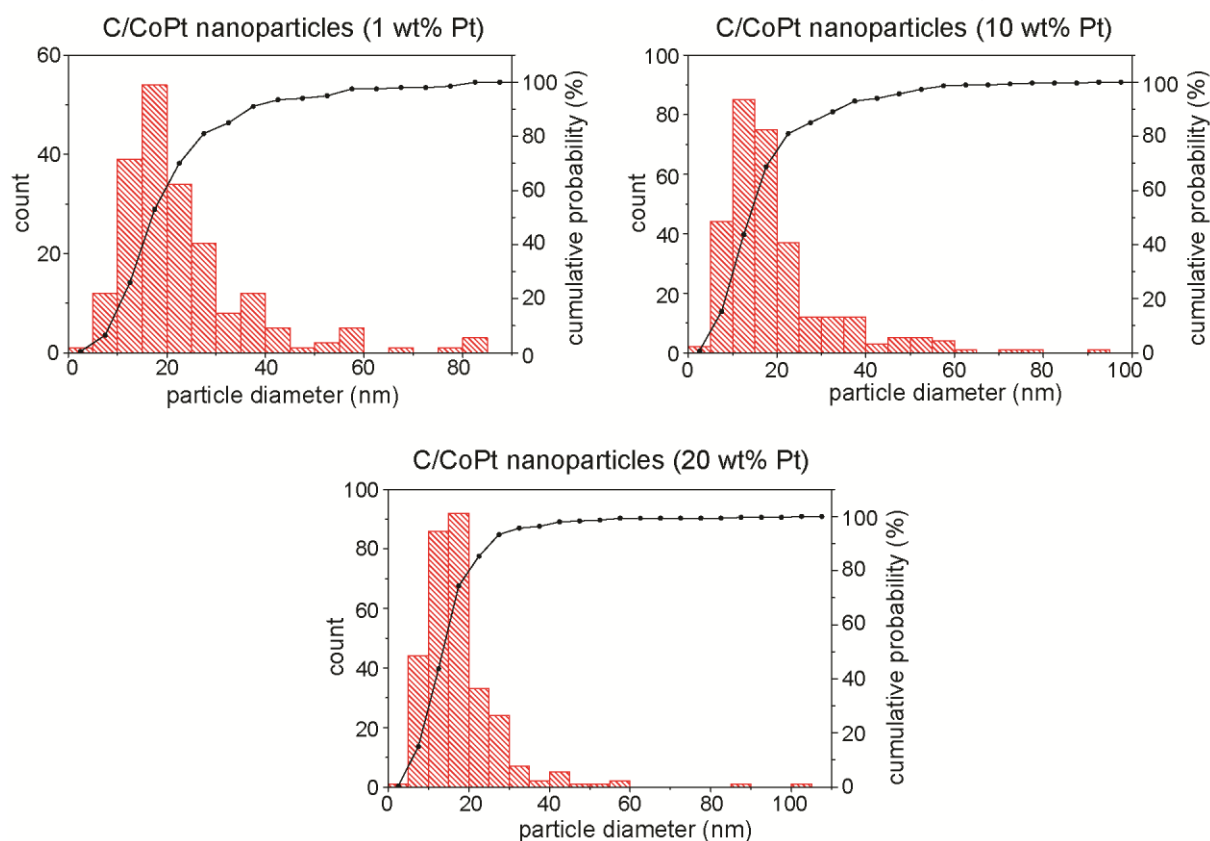 C/CoPt nanoparticles (1 wt% Pt)
60
40
20
0
count
0 20 40 60 80
particle diameter (nm)
100
80
60
40
20
0
cumulative probability (%)
C/CoPt nanoparticles (10 wt% Pt)
100
80
60
40
20
0
count
0 20 40 60 80 100
particle diameter (nm)
100
80
60
40
20
0
cumulative probability (%)
C/CoPt nanoparticles (20 wt% Pt)
100
80
60
40
20
0
count
0 20 40 60 80 100
particle diameter (nm)
100
80
60
40
20
0
cumulative probability (%)